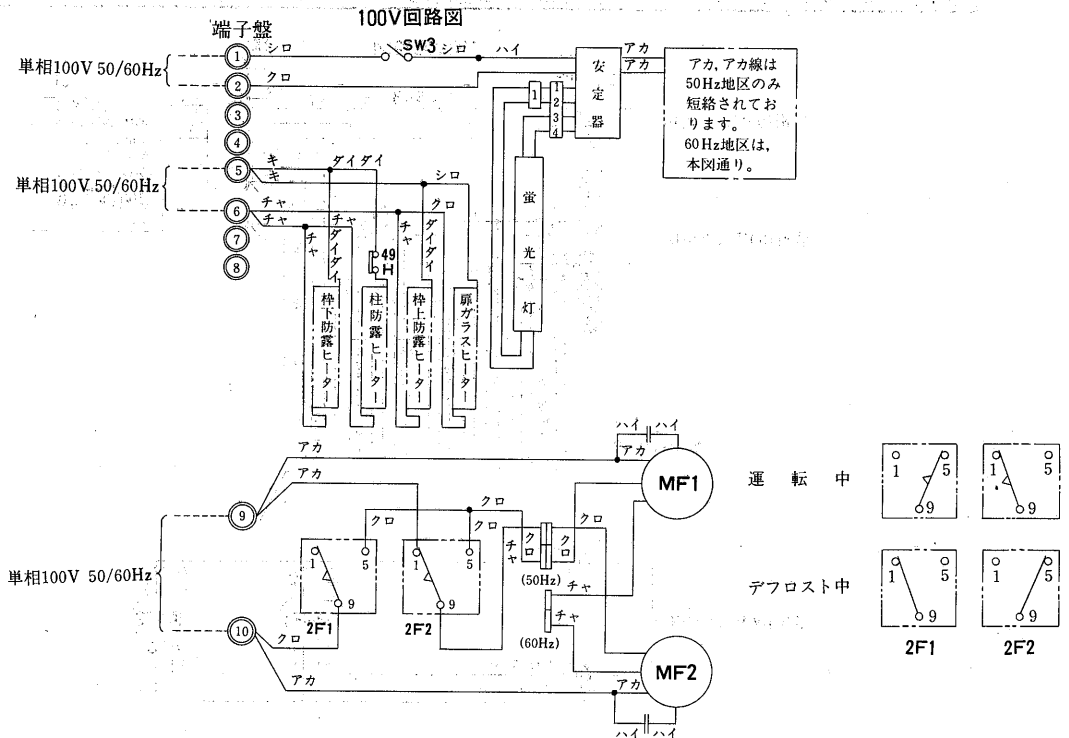 100V回路図
端子盤
単相100V 50/60Hz
1
シロ
SW3
シロ
ハイ
2
クロ
安定器
アカ
アカ
アカ, アカ線は
50Hz地区のみ
短絡されてお
ります。
60Hz地区は,
本図通り。
1
1
2
3
4
蛍光灯
3
4
単相100V 50/60Hz
5
キ
キ
ダイダイ
シロ
6
チャ
チャ
チャ
クロ
7
8
チャ
ダイダイ
49
H
チャ
ダイダイ
枠下防露ヒーター
柱防露ヒーター
枠上防露ヒーター
扉ガラスヒーター
ハイ
ハイ
アカ
アカ
アカ
MF1
単相100V 50/60Hz
9
クロ
クロ
チャ
クロ
クロ
クロ
(50Hz)
1
5
9
2F1
1
5
9
2F2
チャ
チャ
(60Hz)
10
クロ
アカ
アカ
MF2
ハイ
ハイ
運転中
1
5
9
1
5
9
デフロスト中
1
5
9
2F1
1
5
9
2F2